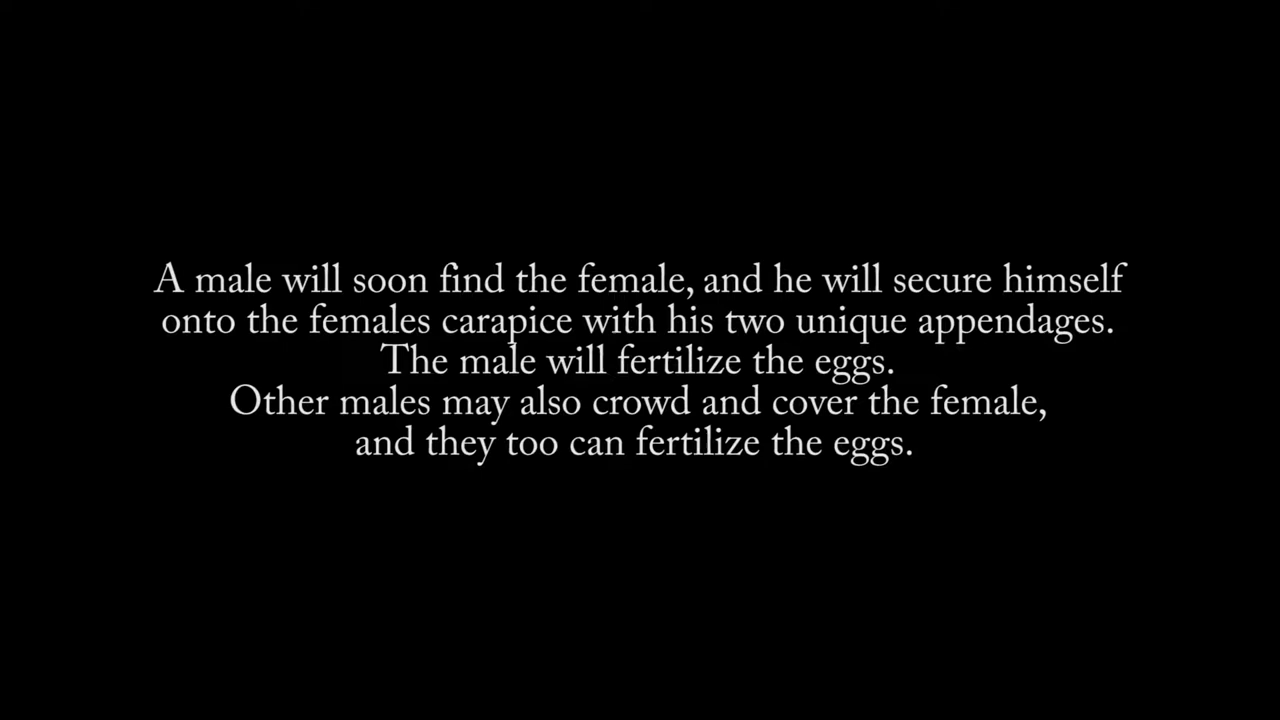 A male will soon find the female, and he will secure himself
onto the females carapice with his two unique appendages.
The male will fertilize the eggs.
Other males may also crowd and cover the female,
and they too can fertilize the eggs.